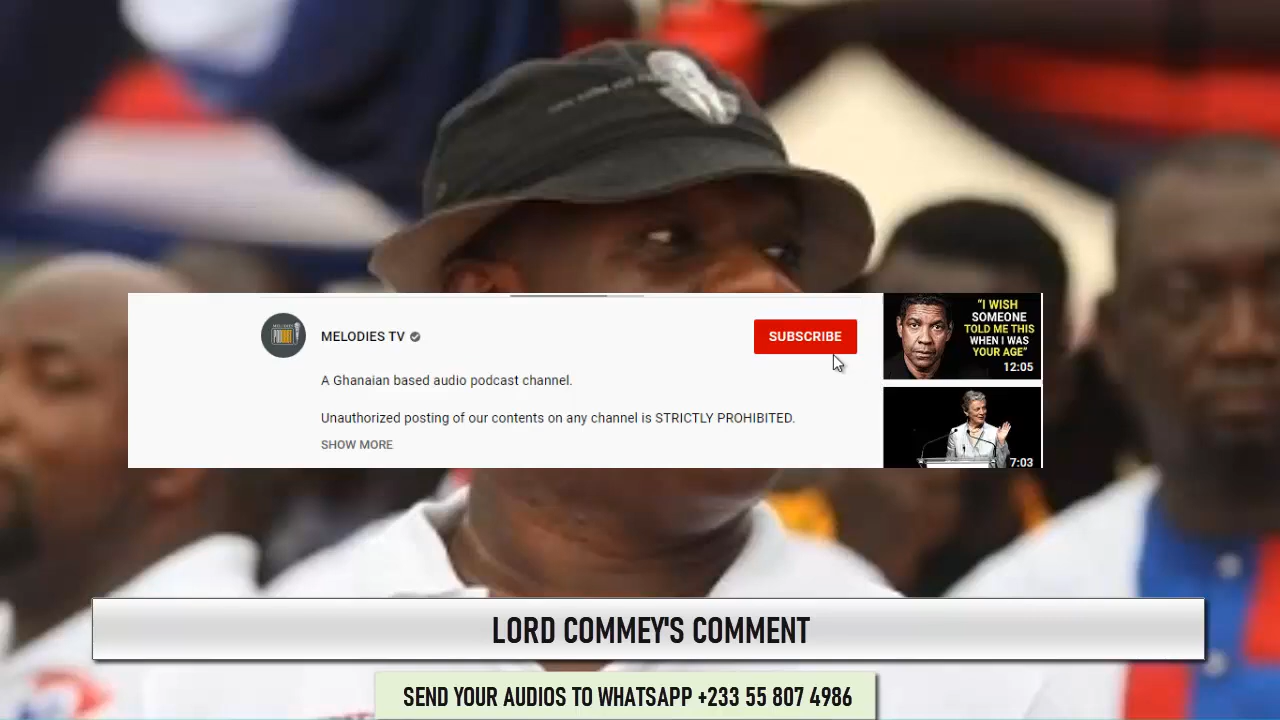 MELODIES TV
SUBSCRIBE
A Ghanaian based audio podcast channel.
Unauthorized posting of our contents on any channel is STRICTLY PROHIBITED.
SHOW MORE
"I WISH
SOMEONE
TOLD ME THIS
WHEN I WAS
YOUR AGE"
12:05
7:03
LORD COMMEY'S COMMENT
SEND YOUR AUDIOS TO WHATSAPP +233 55 807 4986